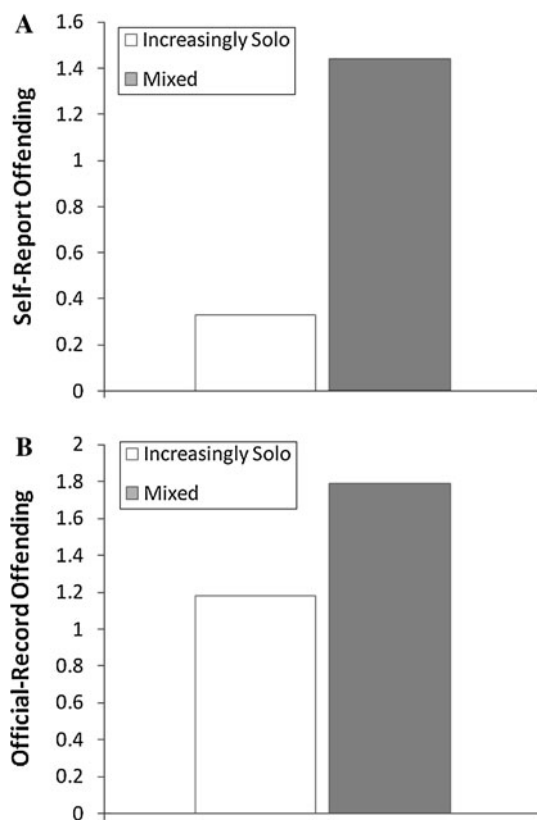 A
Self-Report Offending
1.6
1.4
1.2
1
0.8
0.6
0.4
0.2
0
Increasingly Solo
Mixed
B
Official-Record Offending
2
1.8
1.6
1.4
1.2
1
0.8
0.6
0.4
0.2
0
Increasingly Solo
Mixed